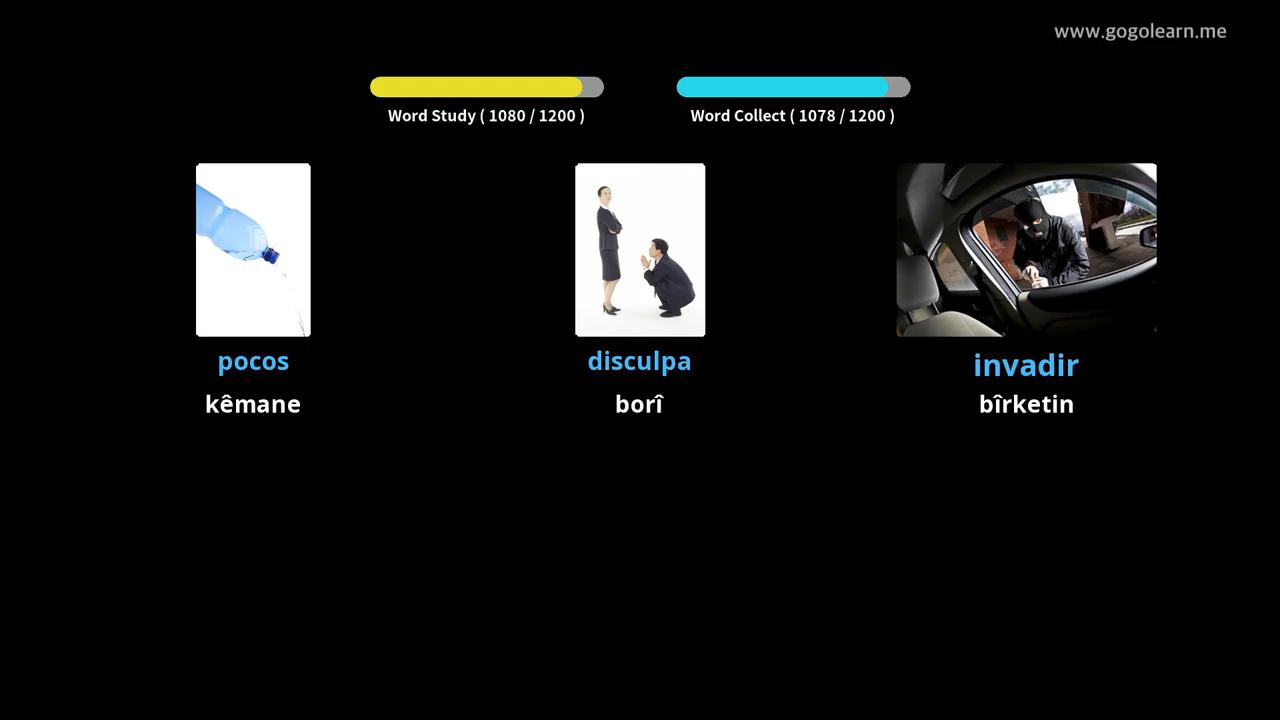 www.gogolearn.me
Word Study ( 1080 / 1200 )
Word Collect ( 1078 / 1200 )
pocos
disculpa
invadir
kêmane
borî
bîrketin